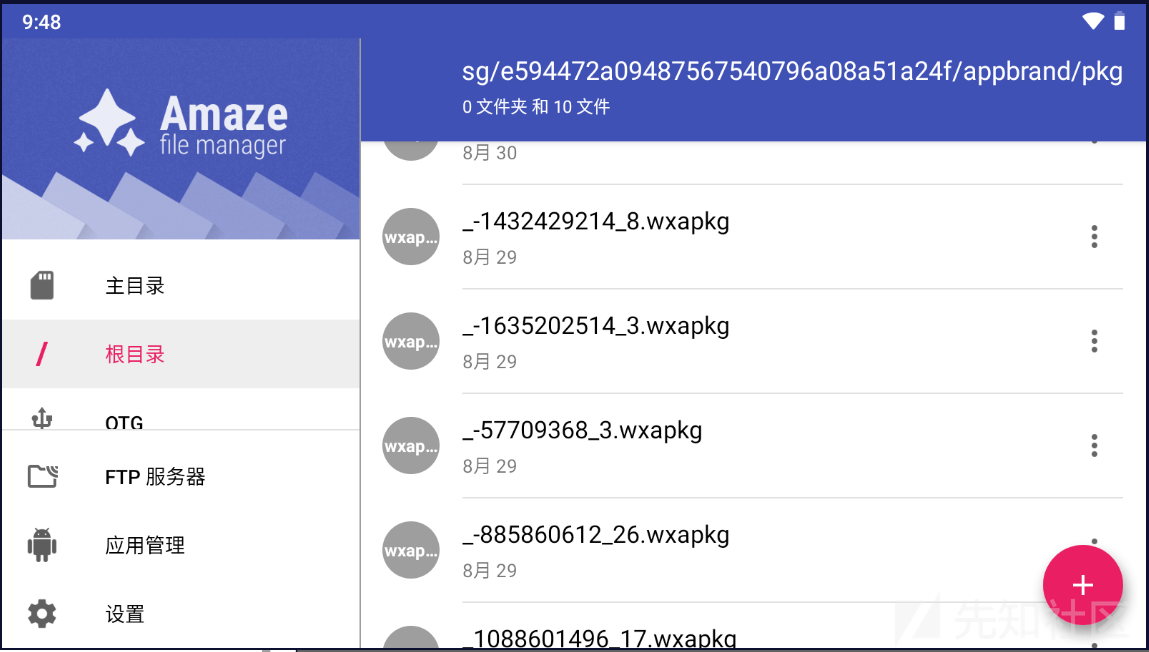 9:48
Amaze
file manager
主目录
根目录
OTG
FTP 服务器
应用管理
设置
sg/e594472a09487567540796a08a51a24f/appbrand/pkg
0 文件夹 和 10 文件
8月 30
wxap...
_-1432429214_8.wxapkg
8月 29
wxap...
_-1635202514_3.wxapkg
8月 29
wxap...
_-57709368_3.wxapkg
8月 29
wxap...
_-885860612_26.wxapkg
8月 29
_1088601496_17.wxapkg
先知社区